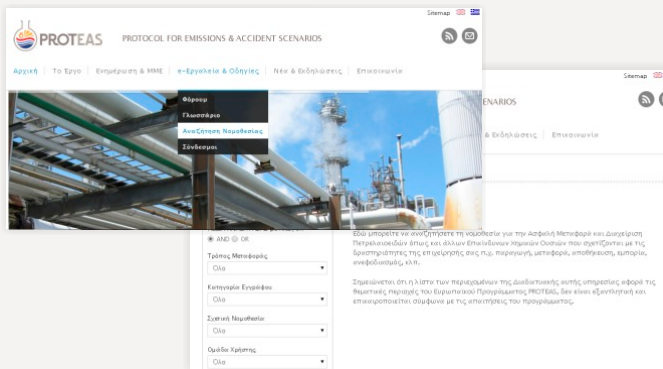 Sitemap
PROTEAS PROTOCOL FOR EMISSIONS & ACCIDENT SCENARIOS
Αρχική Το Έργο Ενημέρωση & ΜΜΕ e-Εργαλεία & Οδηγίες Νέα & Εκδηλώσεις Επικοινωνία
Φόρουμ
Γλωσσάριο
Αναζήτηση Νομοθεσίας
Σύνδεσμοι
Sitemap
ENARIOS
& Εκδηλώσεις Επικοινωνία
AND OR
Τρόπος Μεταφοράς
Όλα
Κατηγορία Εγγράφου
Όλα
Σχετική Νομοθεσία
Όλα
Ομάδα Χρήστης
Όλα
Εδώ μπορείτε να αναζητήσετε τη νομοθεσία για την Ασφαλή Μεταφορά και Διαχείριση
Πετρελαιοειδών όπως και άλλων Επικίνδυνων Χημικών Ουσιών που σχετίζονται με τις
δραστηριότητες της επιχείρησής σας π.χ. παραγωγή, μεταφορά, αποθήκευση, εμπορία,
ανεφοδιασμός, κλπ.
Σημειώνεται ότι η λίστα των περιεχομένων της Διαδικτυακής αυτής υπηρεσίας, αφορά τις
θεματικές περιοχές του Ευρωπαϊκού Προγράμματος PROTEAS, δεν είναι εξαντλητική και
επικαιροποιείται σύμφωνα με τις απαιτήσεις του προγράμματος.